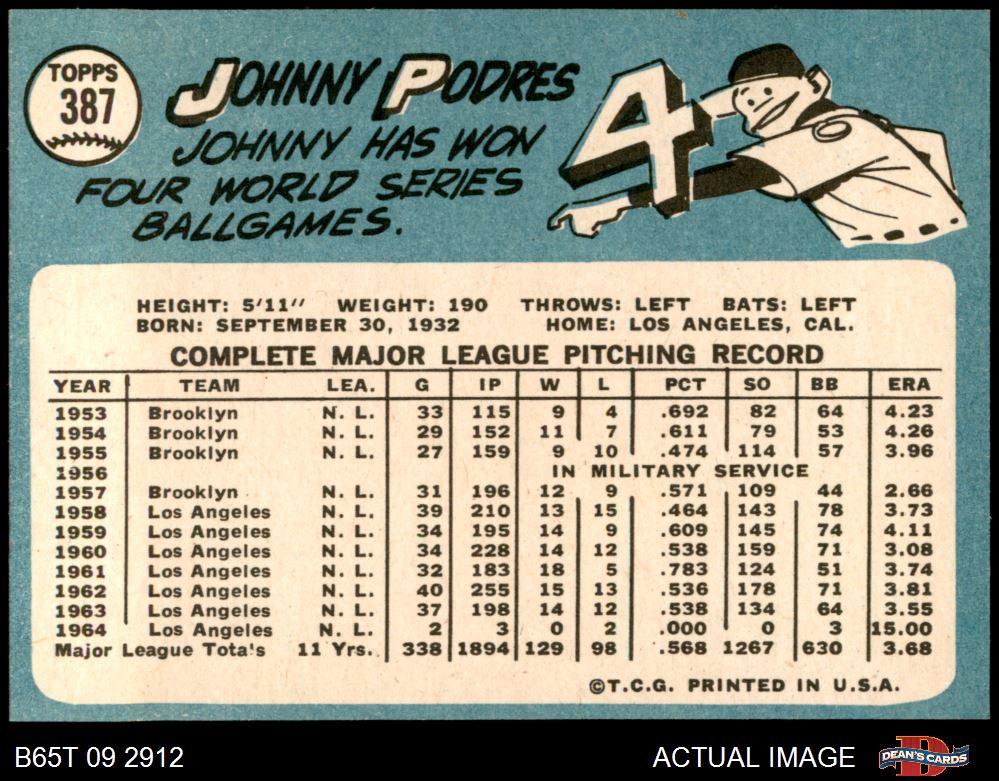 TOPPS
387
JOHNNY PODRES
JOHNNY HAS WON
FOUR WORLD SERIES
BALLGAMES.
4
HEIGHT: 5'11" WEIGHT: 190 THROWS: LEFT BATS: LEFT
BORN: SEPTEMBER 30, 1932 HOME: LOS ANGELES, CAL.
COMPLETE MAJOR LEAGUE PITCHING RECORD
YEAR TEAM LEA. G IP W L PCT SO BB ERA
1953 Brooklyn N. L. 33 115 9 4 .692 82 64 4.23
1954 Brooklyn N. L. 29 152 11 7 .611 79 53 4.26
1955 Brooklyn N. L. 27 159 9 10 .474 114 57 3.96
1956 IN MILITARY SERVICE
1957 Brooklyn N. L. 31 196 12 9 .571 109 44 2.66
1958 Los Angeles N. L. 39 210 13 15 .464 143 78 3.73
1959 Los Angeles N. L. 34 195 14 9 .609 145 74 4.11
1960 Los Angeles N. L. 34 228 14 12 .538 159 71 3.08
1961 Los Angeles N. L. 32 183 18 5 .783 124 51 3.74
1962 Los Angeles N. L. 40 255 15 13 .536 178 71 3.81
1963 Los Angeles N. L. 37 198 14 12 .538 134 64 3.55
1964 Los Angeles N. L. 2 3 0 2 .000 0 3 15.00
Major League Tota's 11 Yrs. 338 1894 129 98 .568 1267 630 3.68
©T.C.G. PRINTED IN U.S.A.
B65T 09 2912 ACTUAL IMAGE DEAN'S CARDS